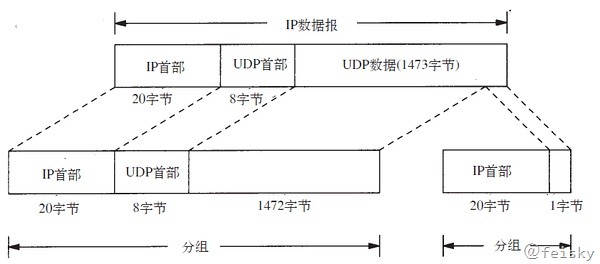 IP数据报
IP首部
UDP首部
UDP数据(1473字节)
20字节
8字节
IP首部
UDP首部
IP首部
20字节
8字节
1472字节
20字节
1字节
分组
分组
@feisky